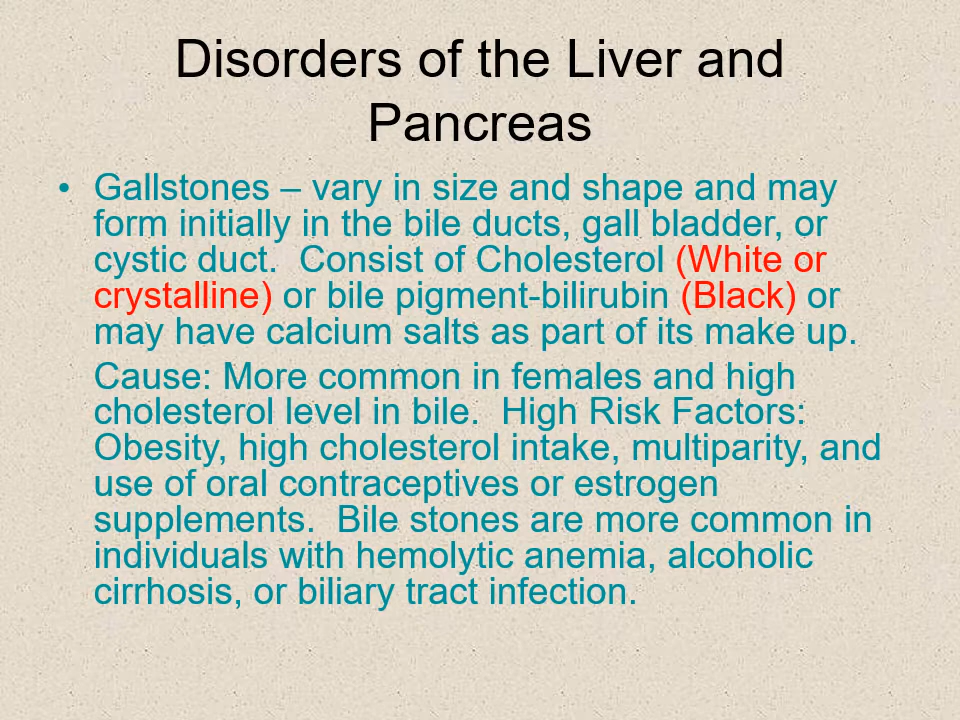 Disorders of the Liver and
Pancreas
• Gallstones – vary in size and shape and may
form initially in the bile ducts, gall bladder, or
cystic duct.  Consist of Cholesterol (White or
crystalline) or bile pigment-bilirubin (Black) or
may have calcium salts as part of its make up.
Cause: More common in females and high
cholesterol level in bile.  High Risk Factors:
Obesity, high cholesterol intake, multiparity, and
use of oral contraceptives or estrogen
supplements.  Bile stones are more common in
individuals with hemolytic anemia, alcoholic
cirrhosis, or biliary tract infection.